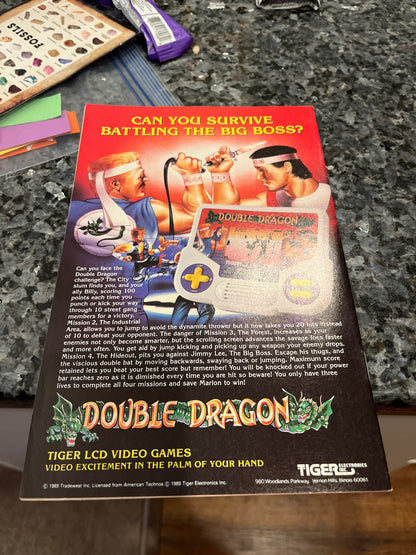 FOSSILS
CAN YOU SURVIVE
BATTLING THE BIG BOSS?
DOUBLE DRAGON
Can you face the
Double Dragon
challenge? The City
slum finds you, and your
ally Billy, scoring 100
points each time you
punch or kick your way
through 10 street gang
members for a victory.
Mission 2, The Industrial
Area, allows you to jump to avoid the dynamite thrower but it now takes you 20 hits instead
of 10 to defeat your opponent. The danger of Mission 3, The Forest, increases as your
enemies not only become smarter, but the scrolling screen advances the savage foes faster
and more often. You get aid by jump kicking and picking up any weapon your enemy drops.
Mission 4, The Hideout, pits you against Jimmy Lee, The Big Boss. Escape his thugs, and
the viscious double bat by moving backwards, swaying back or jumping. Maximum score
retained lets you beat your best score but remember! You will be knocked out if your power
bar reaches zero as it is diminished every time you are hit so beware! You only have three
lives to complete all four missions and save Marion to win!
DOUBLE DRAGON
TIGER LCD VIDEO GAMES
VIDEO EXCITEMENT IN THE PALM OF YOUR HAND
TIGER ELECTRONICS INC.
© 1989 Tradewest Inc. Licensed from American Technos © 1989 Tiger Electronics Inc.
980 Woodlands Parkway, Vernon Hills, Illinois 60061